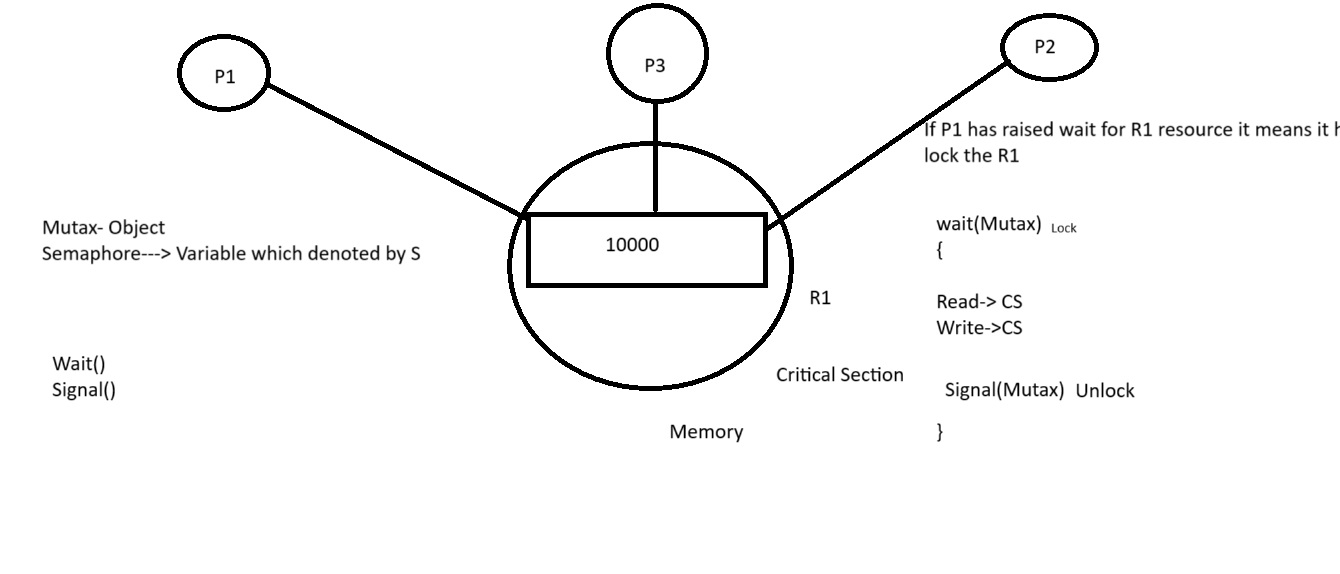 P1
P3
P2
If P1 has raised wait for R1 resource it means it
lock the R1
Mutax- Object
Semaphore---> Variable which denoted by S
wait(Mutax) Lock
{
10000
R1
Read-> CS
Write->CS
Wait()
Signal()
Critical Section
Signal(Mutax) Unlock
Memory
}